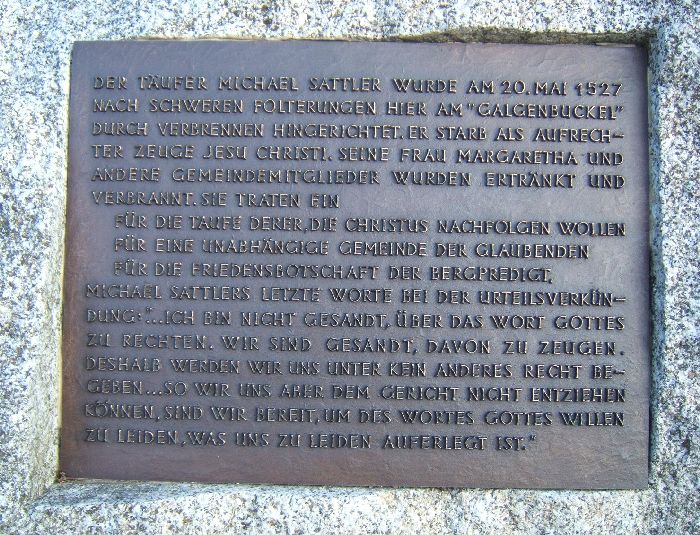 DER TÄUFER MICHAEL SATTLER WURDE AM 20. MAI 1527
NACH SCHWEREN FOLTERUNGEN HIER AM "GALGENBUCKEL"
DURCH VERBRENNEN HINGERICHTET. ER STARB ALS AUFRECH-
TER ZEUGE JESU CHRISTI. SEINE FRAU MARGARETHA UND
ANDERE GEMEINDEMITGLIEDER WURDEN ERTRÄNKT UND
VERBRANNT. SIE TRATEN EIN
FÜR DIE TAUFE DERER, DIE CHRISTUS NACHFOLGEN WOLLEN
FÜR EINE UNABHÄNGIGE GEMEINDE DER GLAUBENDEN
FÜR DIE FRIEDENSBOTSCHAFT DER BERGPREDIGT.
MICHAEL SATTLERS LETZTE WORTE BEI DER URTEILSVERKÜN-
DUNG: "...ICH BIN NICHT GESANDT, ÜBER DAS WORT GOTTES
ZU RECHTEN. WIR SIND GESANDT, DAVON ZU ZEUGEN.
DESHALB WERDEN WIR UNS UNTER KEIN ANDERES RECHT BE-
GEBEN...SO WIR UNS ABER DEM GERICHT NICHT ENTZIEHEN
KÖNNEN, SIND WIR BEREIT, UM DES WORTES GOTTES WILLEN
ZU LEIDEN, WAS UNS ZU LEIDEN AUFERLEGT IST."